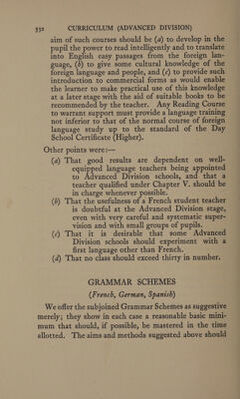 332 CURRICULUM (ADVANCED DIVISION)
aim of such courses should be (a) to develop in the
pupil the power to read intelligently and to translate
into English easy passages from the foreign lan-
guage, (b) to give some cultural knowledge of the
foreign language and people, and (c) to provide such
introduction to commercial forms as would enable
the learner to make practical use of this knowledge
at a later stage with the aid of suitable books to be
recommended by the teacher. Any Reading Course
to warrant support must provide a language training
not inferior to that of the normal course of foreign
language study up to the standard of the Day
School Certificate (Higher).
Other points were:—
(a) That good results are dependent on well-
equipped language teachers being appointed
to Advanced Division schools, and that a
teacher qualified under Chapter V. should be
in charge whenever possible.
(b) That the usefulness of a French student teacher
is doubtful at the Advanced Division stage,
even with very careful and systematic super-
vision and with small groups of pupils.
(c) That it is desirable that some Advanced
Division schools should experiment with a
first language other than French.
(d) That no class should exceed thirty in number.
GRAMMAR SCHEMES
(French, German, Spanish)
We offer the subjoined Grammar Schemes as suggestive
merely; they show in each case a reasonable basic mini-
mum that should, if possible, be mastered in the time
allotted. The aims and methods suggested above should